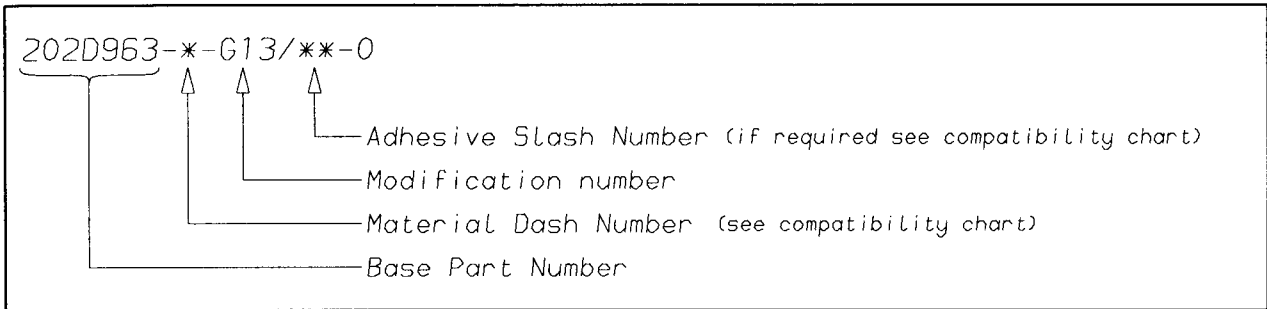 202D963-*-G13/**-0
Adhesive Slash Number (if required see compatibility chart)
Modification number
Material Dash Number (see compatibility chart)
Base Part Number